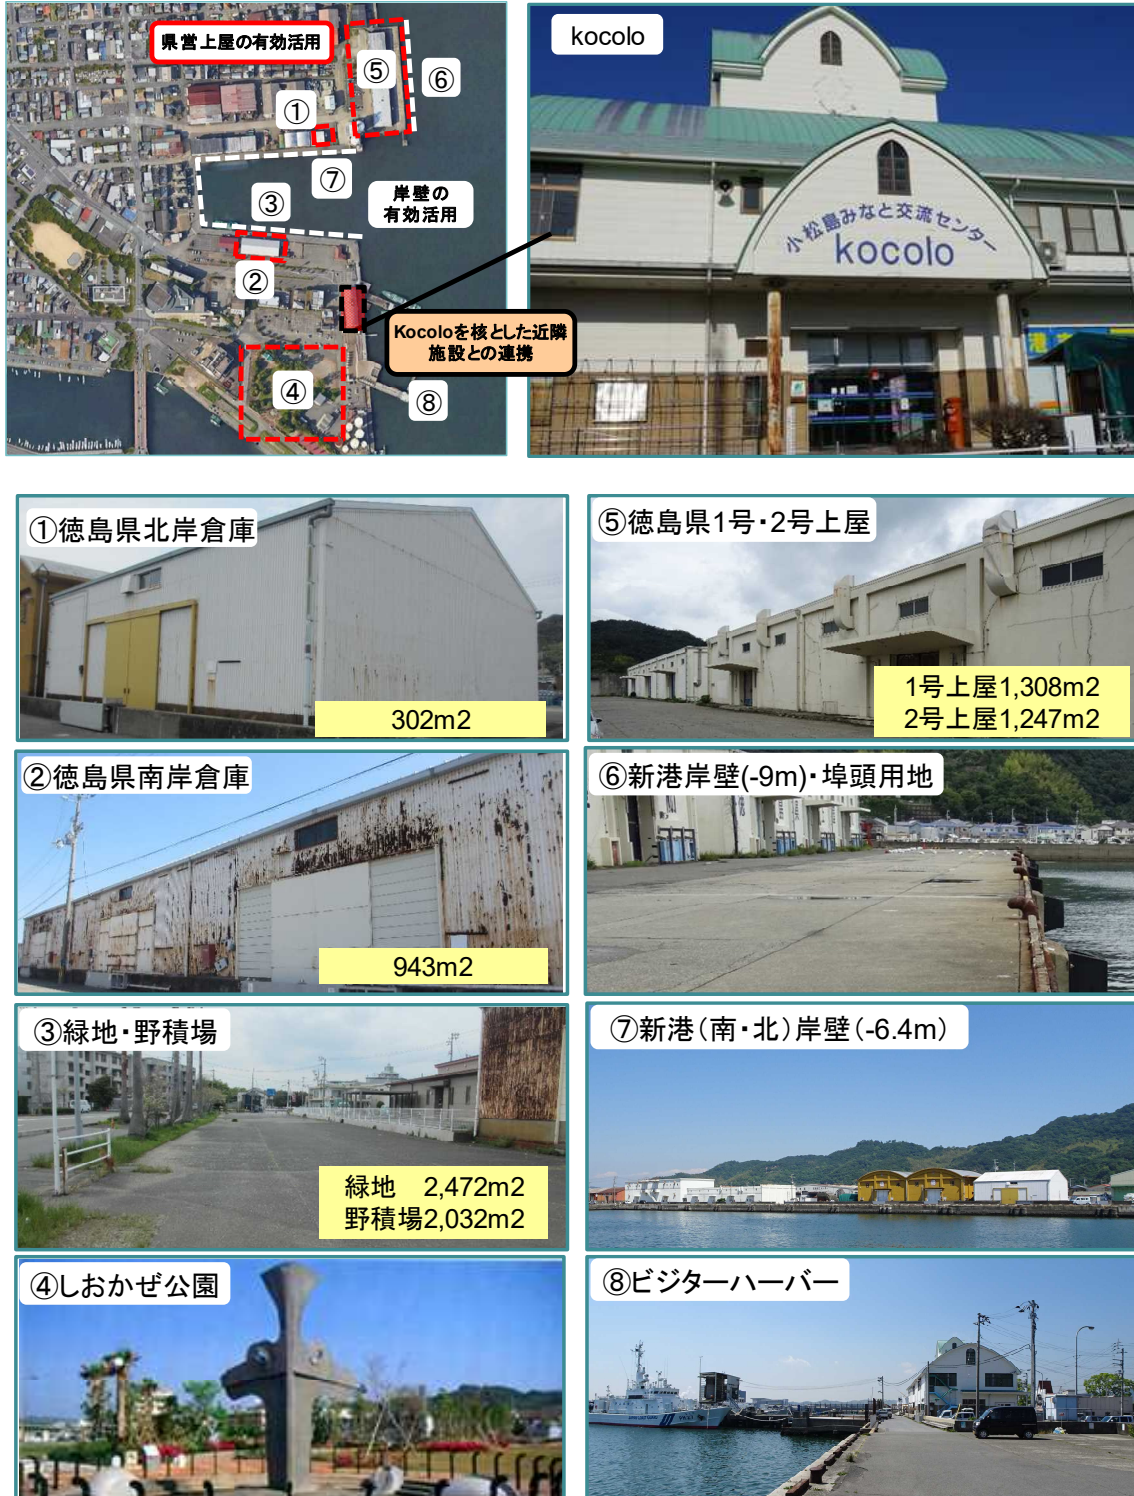 県営上屋の有効活用
①
⑤
⑥
⑦
岸壁の
有効活用
③
②
Kocoloを核とした近隣
施設との連携
④
⑧
kocolo
小松島みなと交流センター
kocolo
①徳島県北岸倉庫
302m2
⑤徳島県1号・2号上屋
1号上屋1,308m2
2号上屋1,247m2
②徳島県南岸倉庫
943m2
⑥新港岸壁(-9m)・埠頭用地
③緑地・野積場
緑地　2,472m2
野積場2,032m2
⑦新港（南・北）岸壁（-6.4m）
④しおかぜ公園
⑧ビジターハーバー